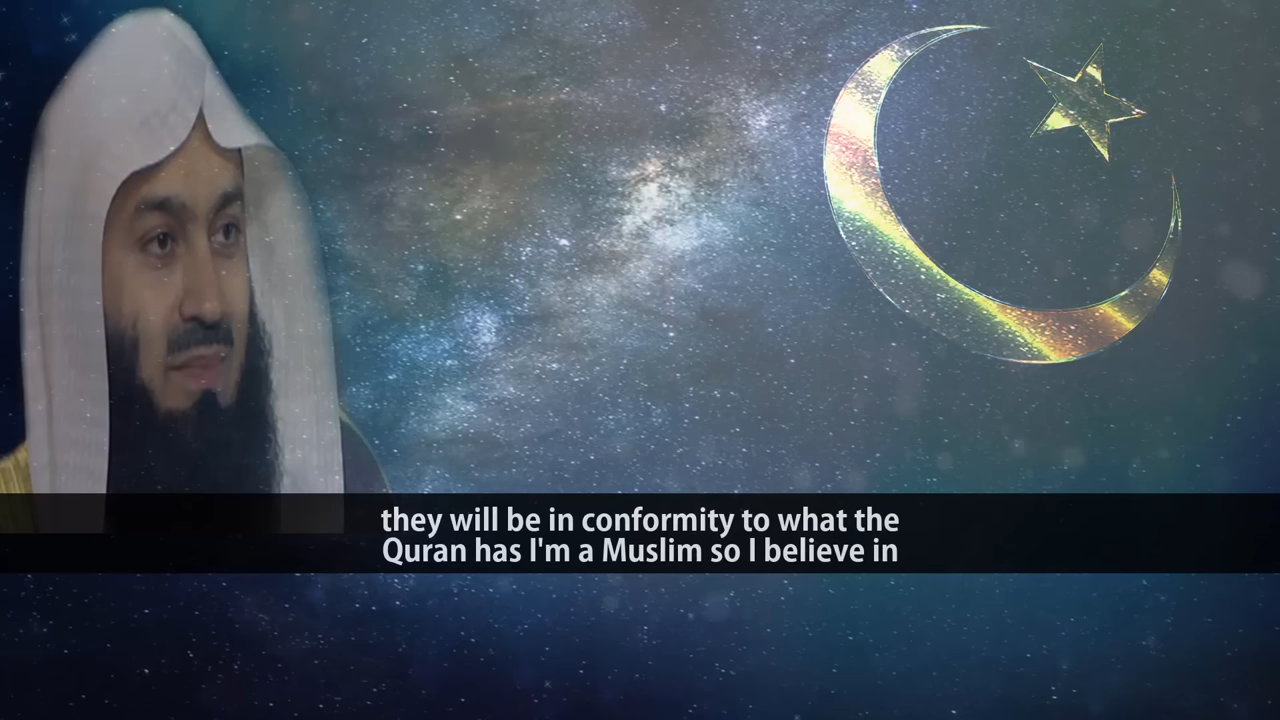 they will be in conformity to what the
Quran has I'm a Muslim so I believe in